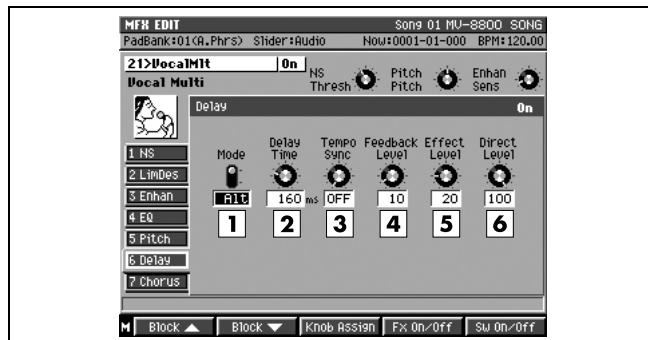 MFX EDIT Song 01 MV-8800 SONG
PadBank:01(A.Phrs) Slider:Audio Now:0001-01-000 BPM:120.00
21>VocalMlt On
Vocal Multi
NS Thresh
Pitch Pitch
Enhan Sens
Delay On
1 NS
2 LimDes
3 Enhan
4 EQ
5 Pitch
6 Delay
7 Chorus
Mode Delay Time Tempo Sync Feedback Level Effect Level Direct Level
Alt 160 ms OFF 10 20 100
1 2 3 4 5 6
M Block ▲ Block ▼ Knob Assign Fx On/Off Sw On/Off